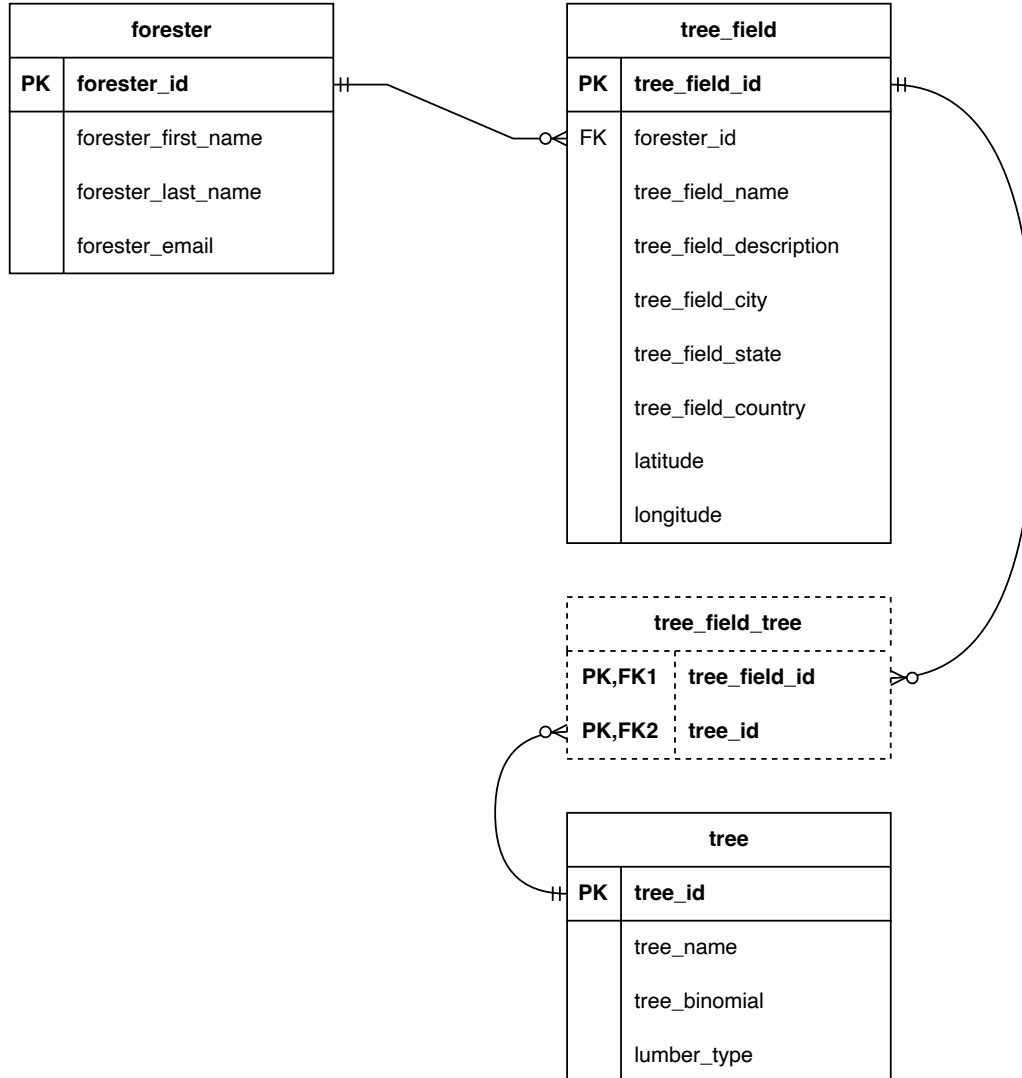 forester
PK forester_id
forester_first_name
forester_last_name
forester_email
tree_field
PK tree_field_id
FK forester_id
tree_field_name
tree_field_description
tree_field_city
tree_field_state
tree_field_country
latitude
longitude
tree_field_tree
PK,FK1 tree_field_id
PK,FK2 tree_id
tree
PK tree_id
tree_name
tree_binomial
lumber_type